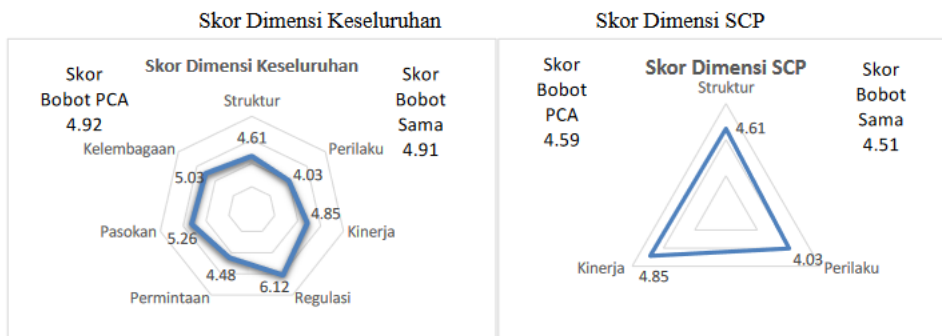 Skor Dimensi Keseluruhan
Skor Dimensi SCP
Skor
Bobot PCA
4.92
Skor Dimensi Keseluruhan
Skor
Bobot
Sama
4.91
Struktur
4.61
Perilaku
4.03
Kinerja
4.85
Regulasi
6.12
Permintaan
4.48
Pasokan
5.26
Kelembagaan
5.03
Skor
Bobot
PCA
4.59
Skor Dimensi SCP
Skor
Bobot
Sama
4.51
Struktur
4.61
Perilaku
4.03
Kinerja
4.85